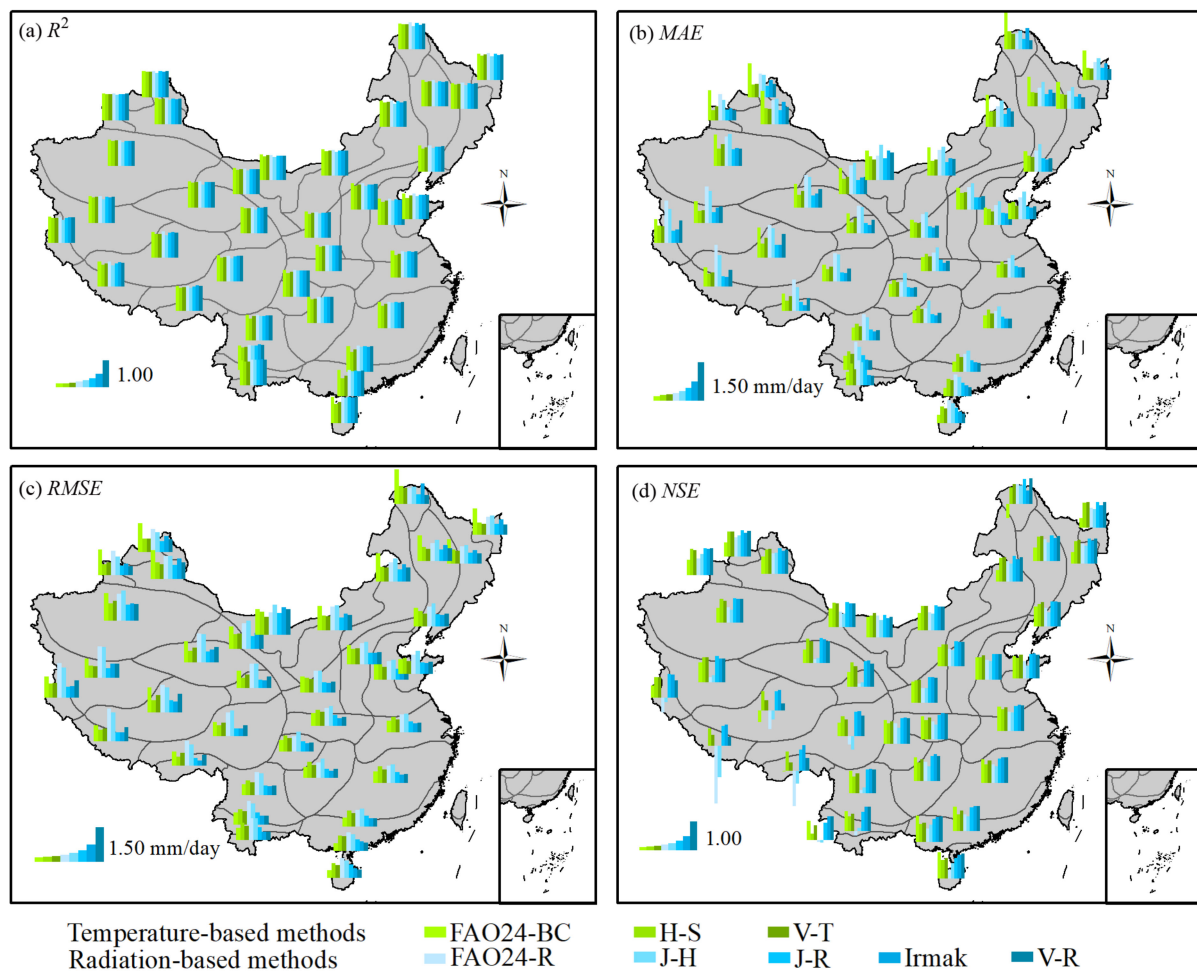 (a) R²
N
1.00
(b) MAE
N
1.50 mm/day
(c) RMSE
N
1.50 mm/day
(d) NSE
N
1.00
Temperature-based methods FAO24-BC H-S V-T
Radiation-based methods FAO24-R J-H J-R Irmak V-R